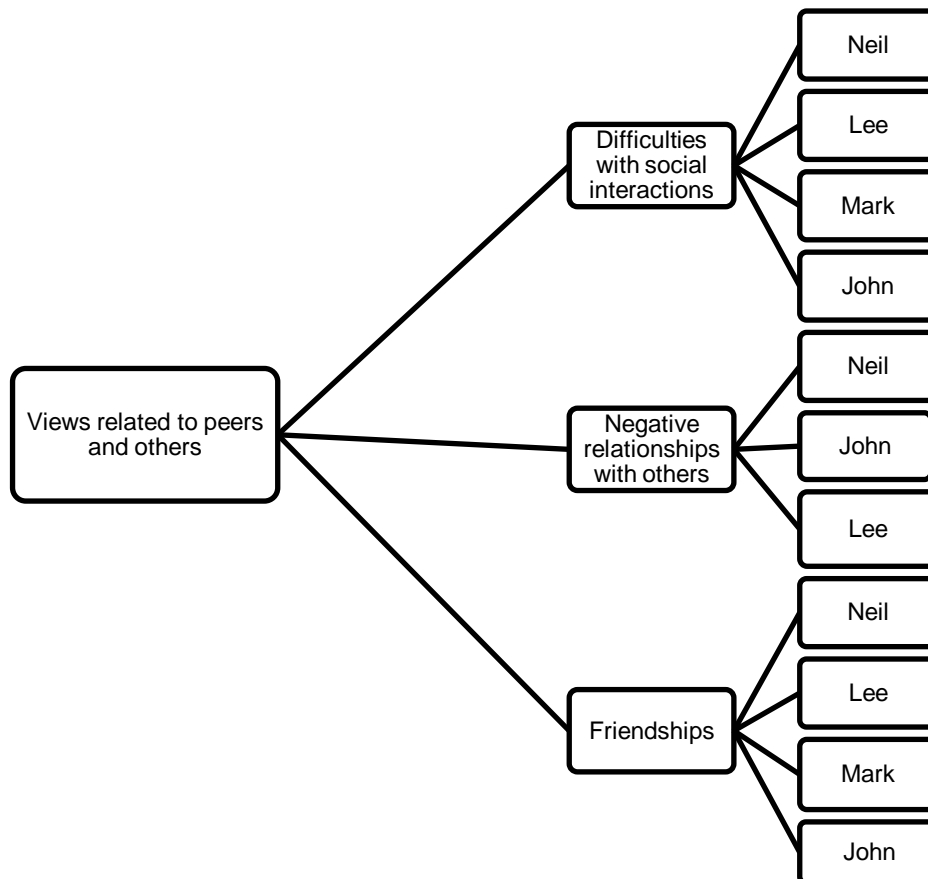 Views related to peers
and others
Difficulties
with social
interactions
Neil
Lee
Mark
John
Negative
relationships
with others
Neil
John
Lee
Friendships
Neil
Lee
Mark
John